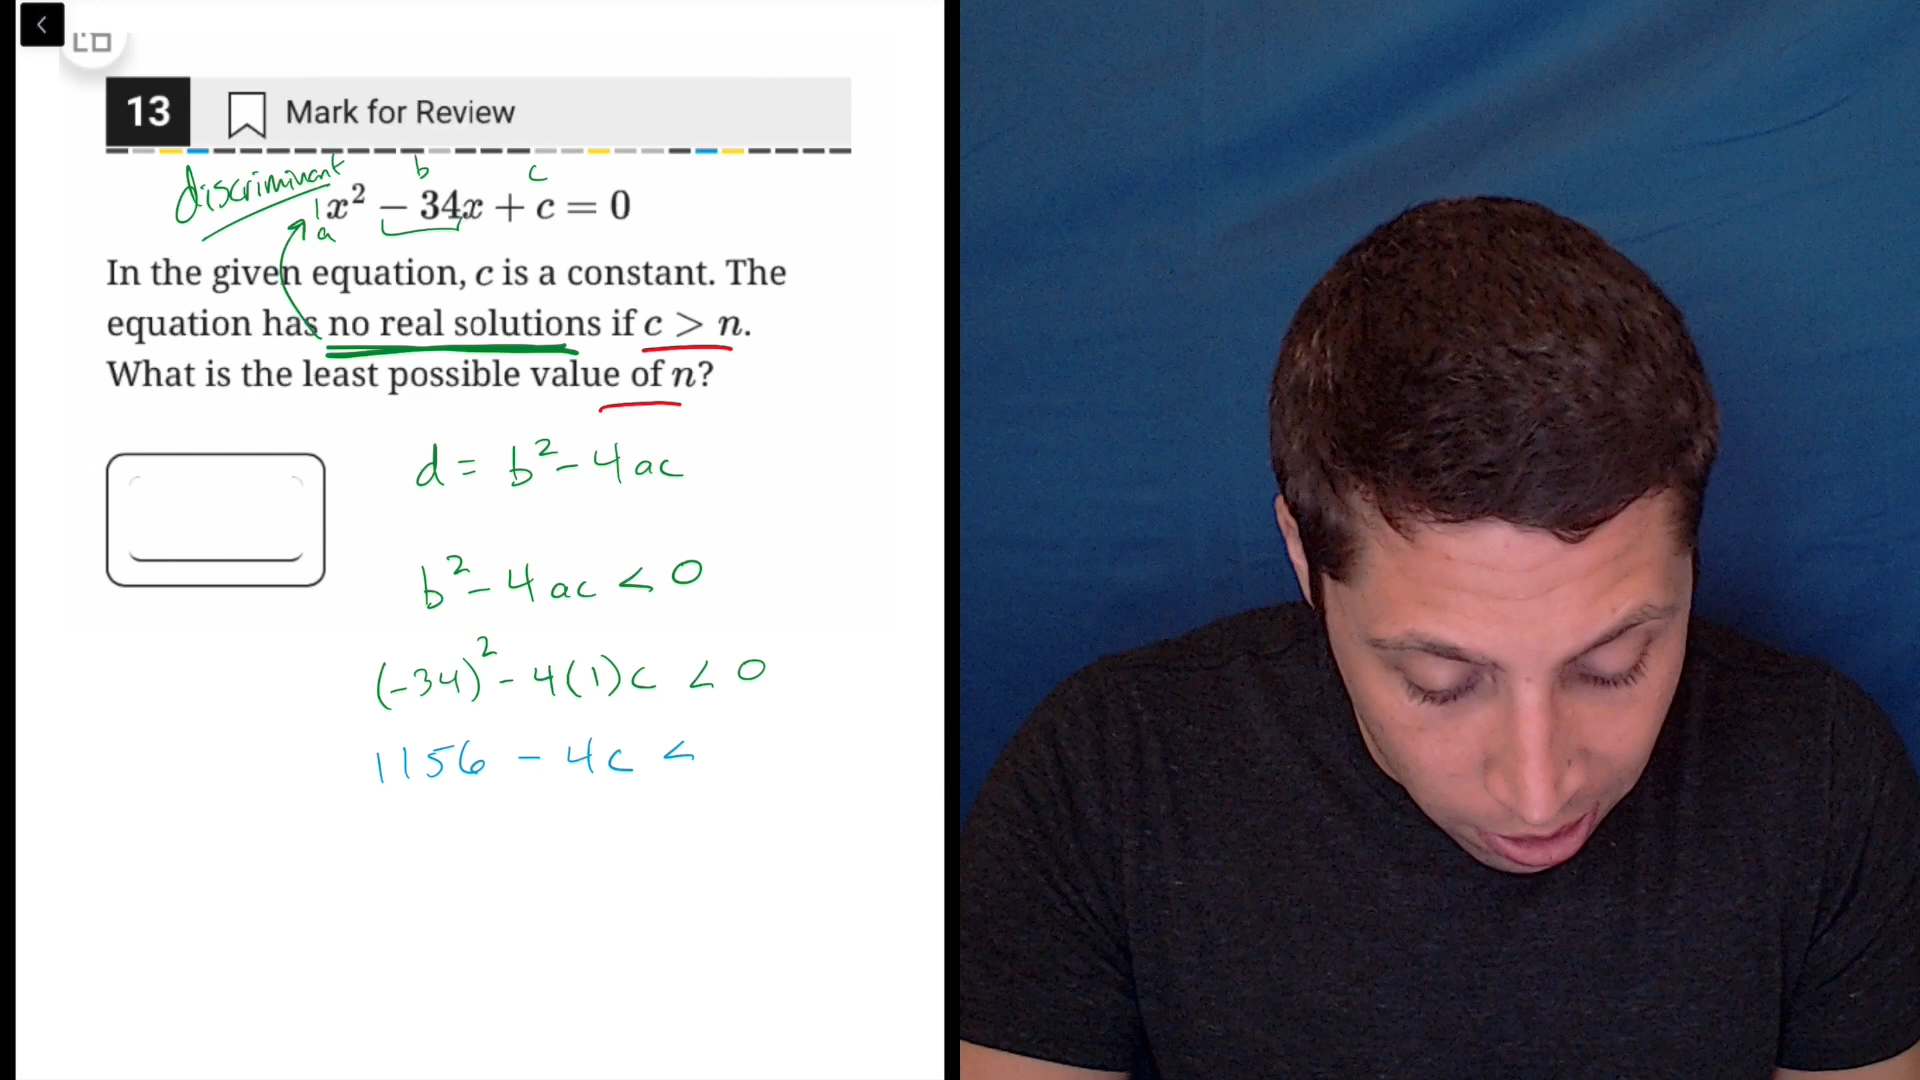 13 Mark for Review
discriminant
b c
1x² − 34x + c = 0
a
In the given equation, c is a constant. The
equation has no real solutions if c > n.
What is the least possible value of n?
d = b² - 4ac
b² - 4ac < 0
(-34)² - 4(1)c < 0
1156 - 4c <